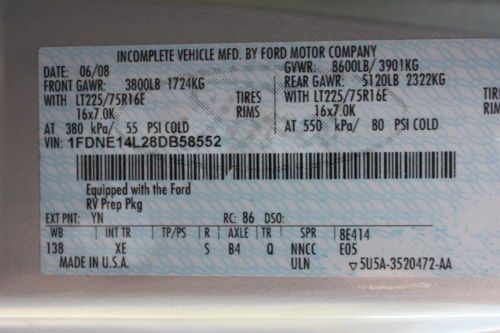 INCOMPLETE VEHICLE MFD. BY FORD MOTOR COMPANY
DATE: 06/08 GVWR: 8600LB/ 3901KG
FRONT GAWR: 3800LB 1724KG REAR GAWR: 5120LB 2322KG
WITH LT225/75R16E TIRES WITH LT225/75R16E TIRES
16x7.0K RIMS 16x7.0K RIMS
AT 380 kPa/ 55 PSI COLD AT 550 kPa/ 80 PSI COLD
VIN: 1FDNE14L28DB58552
Equipped with the Ford
RV Prep Pkg
EXT PNT: YN RC: 86 DSO:
WB INT TR TP/PS R AXLE TR SPR 8E414
138 XE S B4 Q NNCC E05
MADE IN U.S.A. ULN ▽5U5A-3520472-AA